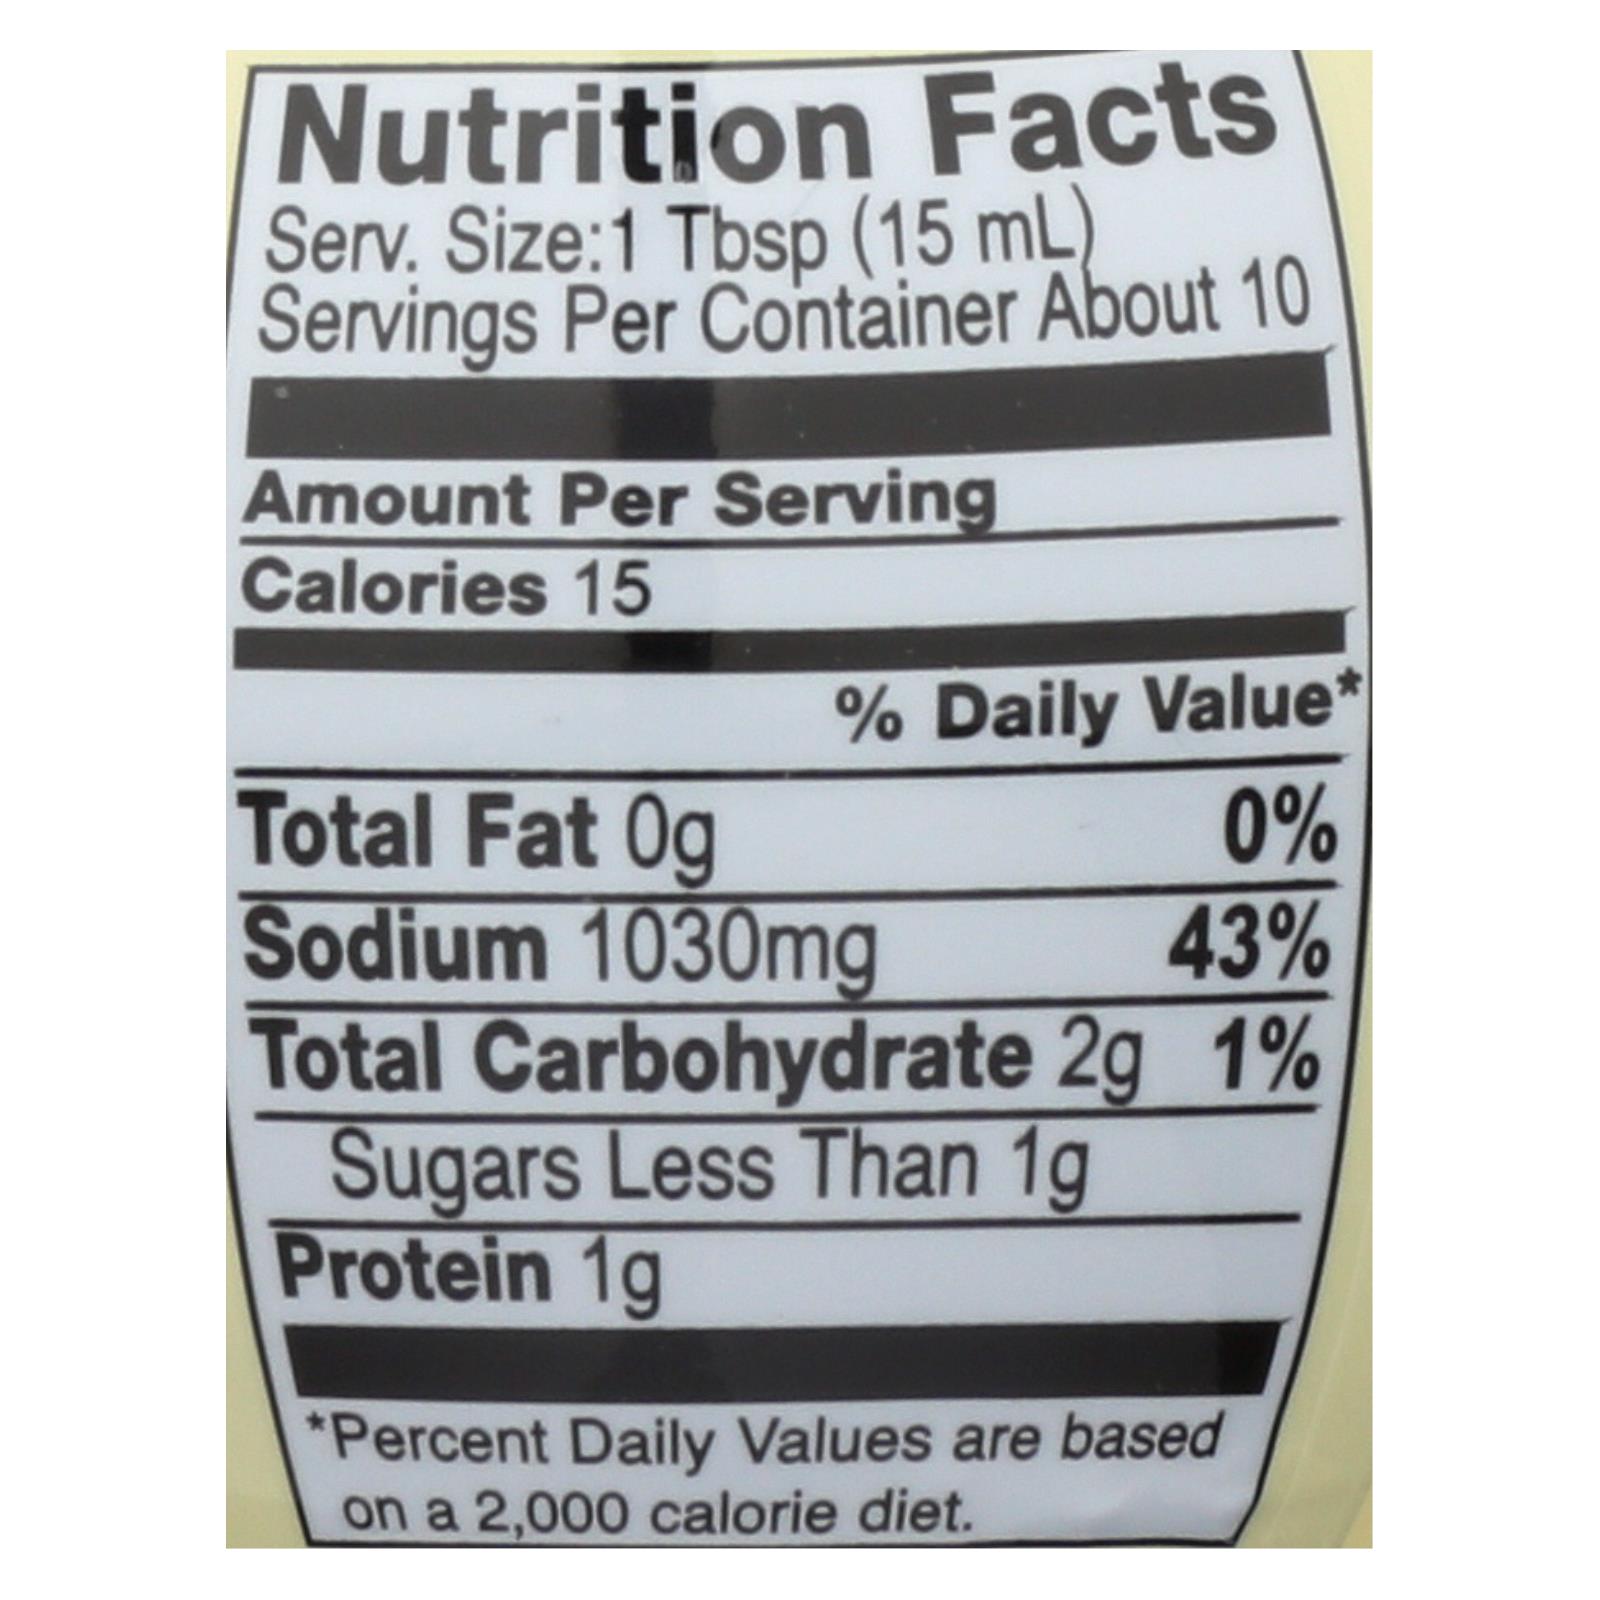 Nutrition Facts
Serv. Size:1 Tbsp (15 mL)
Servings Per Container About 10
Amount Per Serving
Calories 15
% Daily Value*
Total Fat 0g 0%
Sodium 1030mg 43%
Total Carbohydrate 2g 1%
Sugars Less Than 1g
Protein 1g
*Percent Daily Values are based
on a 2,000 calorie diet.